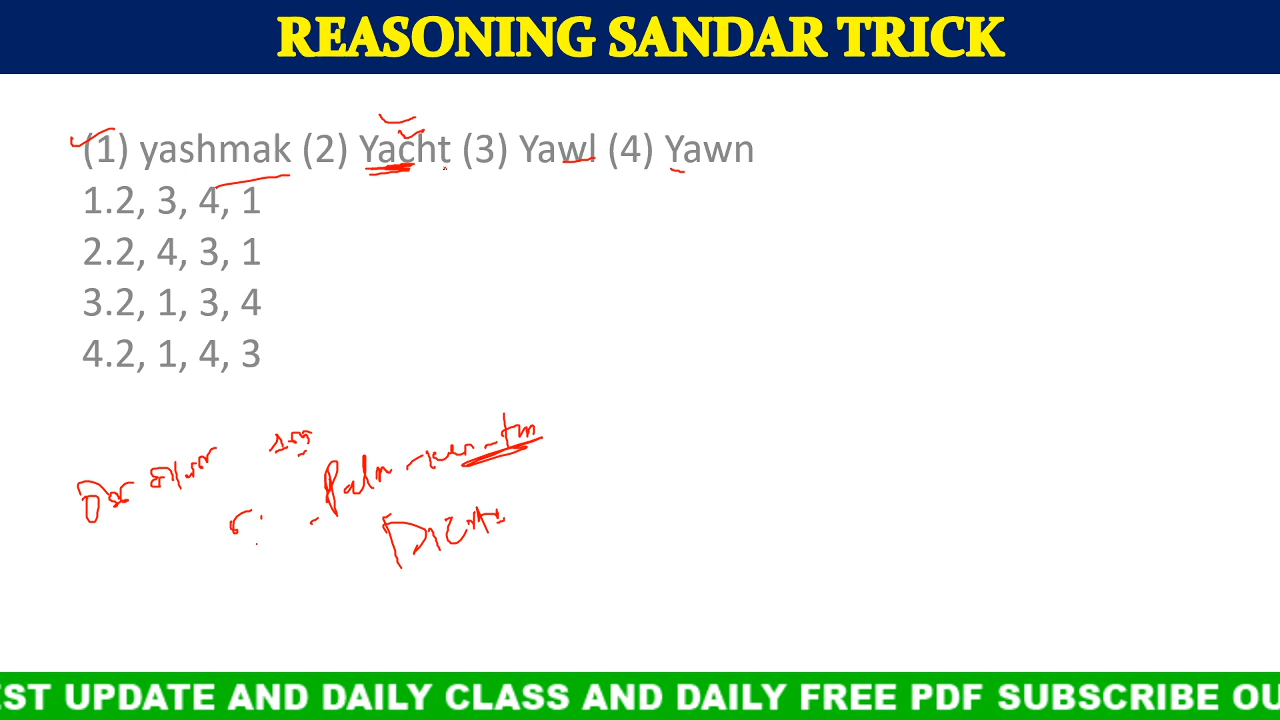 REASONING SANDAR TRICK
(1) yashmak (2) Yacht (3) Yawl (4) Yawn
1.2, 3, 4, 1
2.2, 4, 3, 1
3.2, 1, 3, 4
4.2, 1, 4, 3
Palm
EST UPDATE AND DAILY CLASS AND DAILY FREE PDF SUBSCRIBE OU